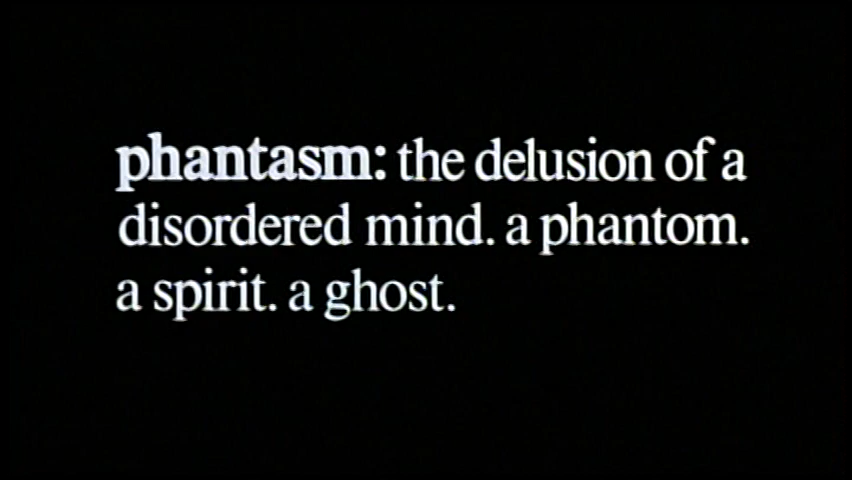 phantasm: the delusion of a
disordered mind. a phantom.
a spirit. a ghost.